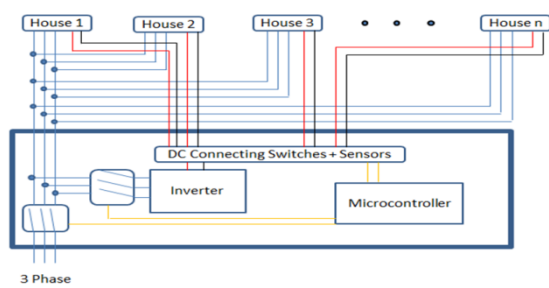 House 1
House 2
House 3
House n
DC Connecting Switches + Sensors
Inverter
Microcontroller
3 Phase